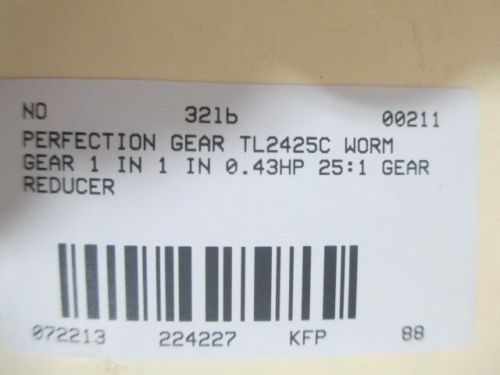 NO 32lb 00211
PERFECTION GEAR TL2425C WORM
GEAR 1 IN 1 IN 0.43HP 25:1 GEAR
REDUCER
072213 224227 KFP 88